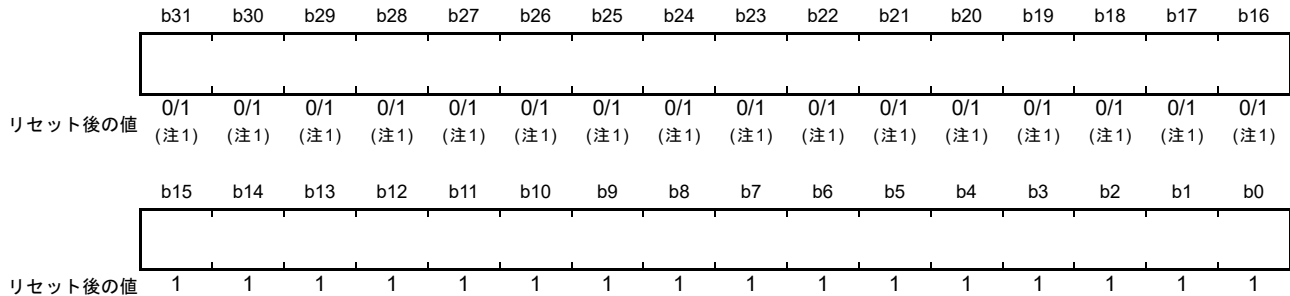 b31 b30 b29 b28 b27 b26 b25 b24 b23 b22 b21 b20 b19 b18 b17 b16
リセット後の値 0/1 0/1 0/1 0/1 0/1 0/1 0/1 0/1 0/1 0/1 0/1 0/1 0/1 0/1 0/1 0/1
(注1) (注1) (注1) (注1) (注1) (注1) (注1) (注1) (注1) (注1) (注1) (注1) (注1) (注1) (注1) (注1)
b15 b14 b13 b12 b11 b10 b9 b8 b7 b6 b5 b4 b3 b2 b1 b0
リセット後の値 1 1 1 1 1 1 1 1 1 1 1 1 1 1 1 1